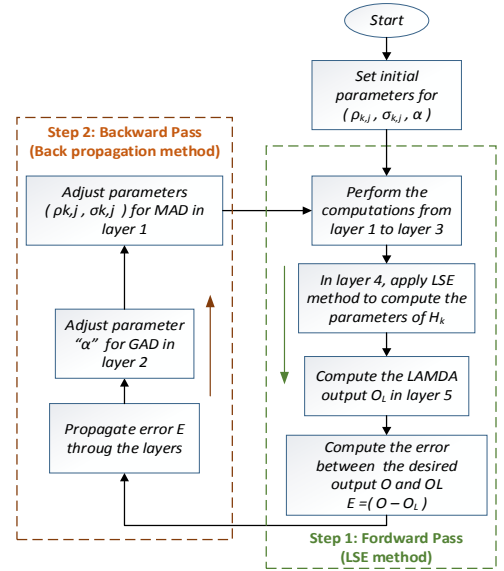 Start
Set initial
parameters for
( ρk,j , σk,j , α )
Step 2: Backward Pass
(Back propagation method)
Adjust parameters
( ρk,j , σk,j ) for MAD in
layer 1
Perform the
computations from
layer 1 to layer 3
In layer 4, apply LSE
method to compute the
parameters of Hk
Adjust parameter
“α” for GAD in
layer 2
Compute the LAMDA
output OL in layer 5
Propagate error E
throug the layers
Compute the error
between the desired
output O and OL
E =( O – OL )
Step 1: Fordward Pass
(LSE method)